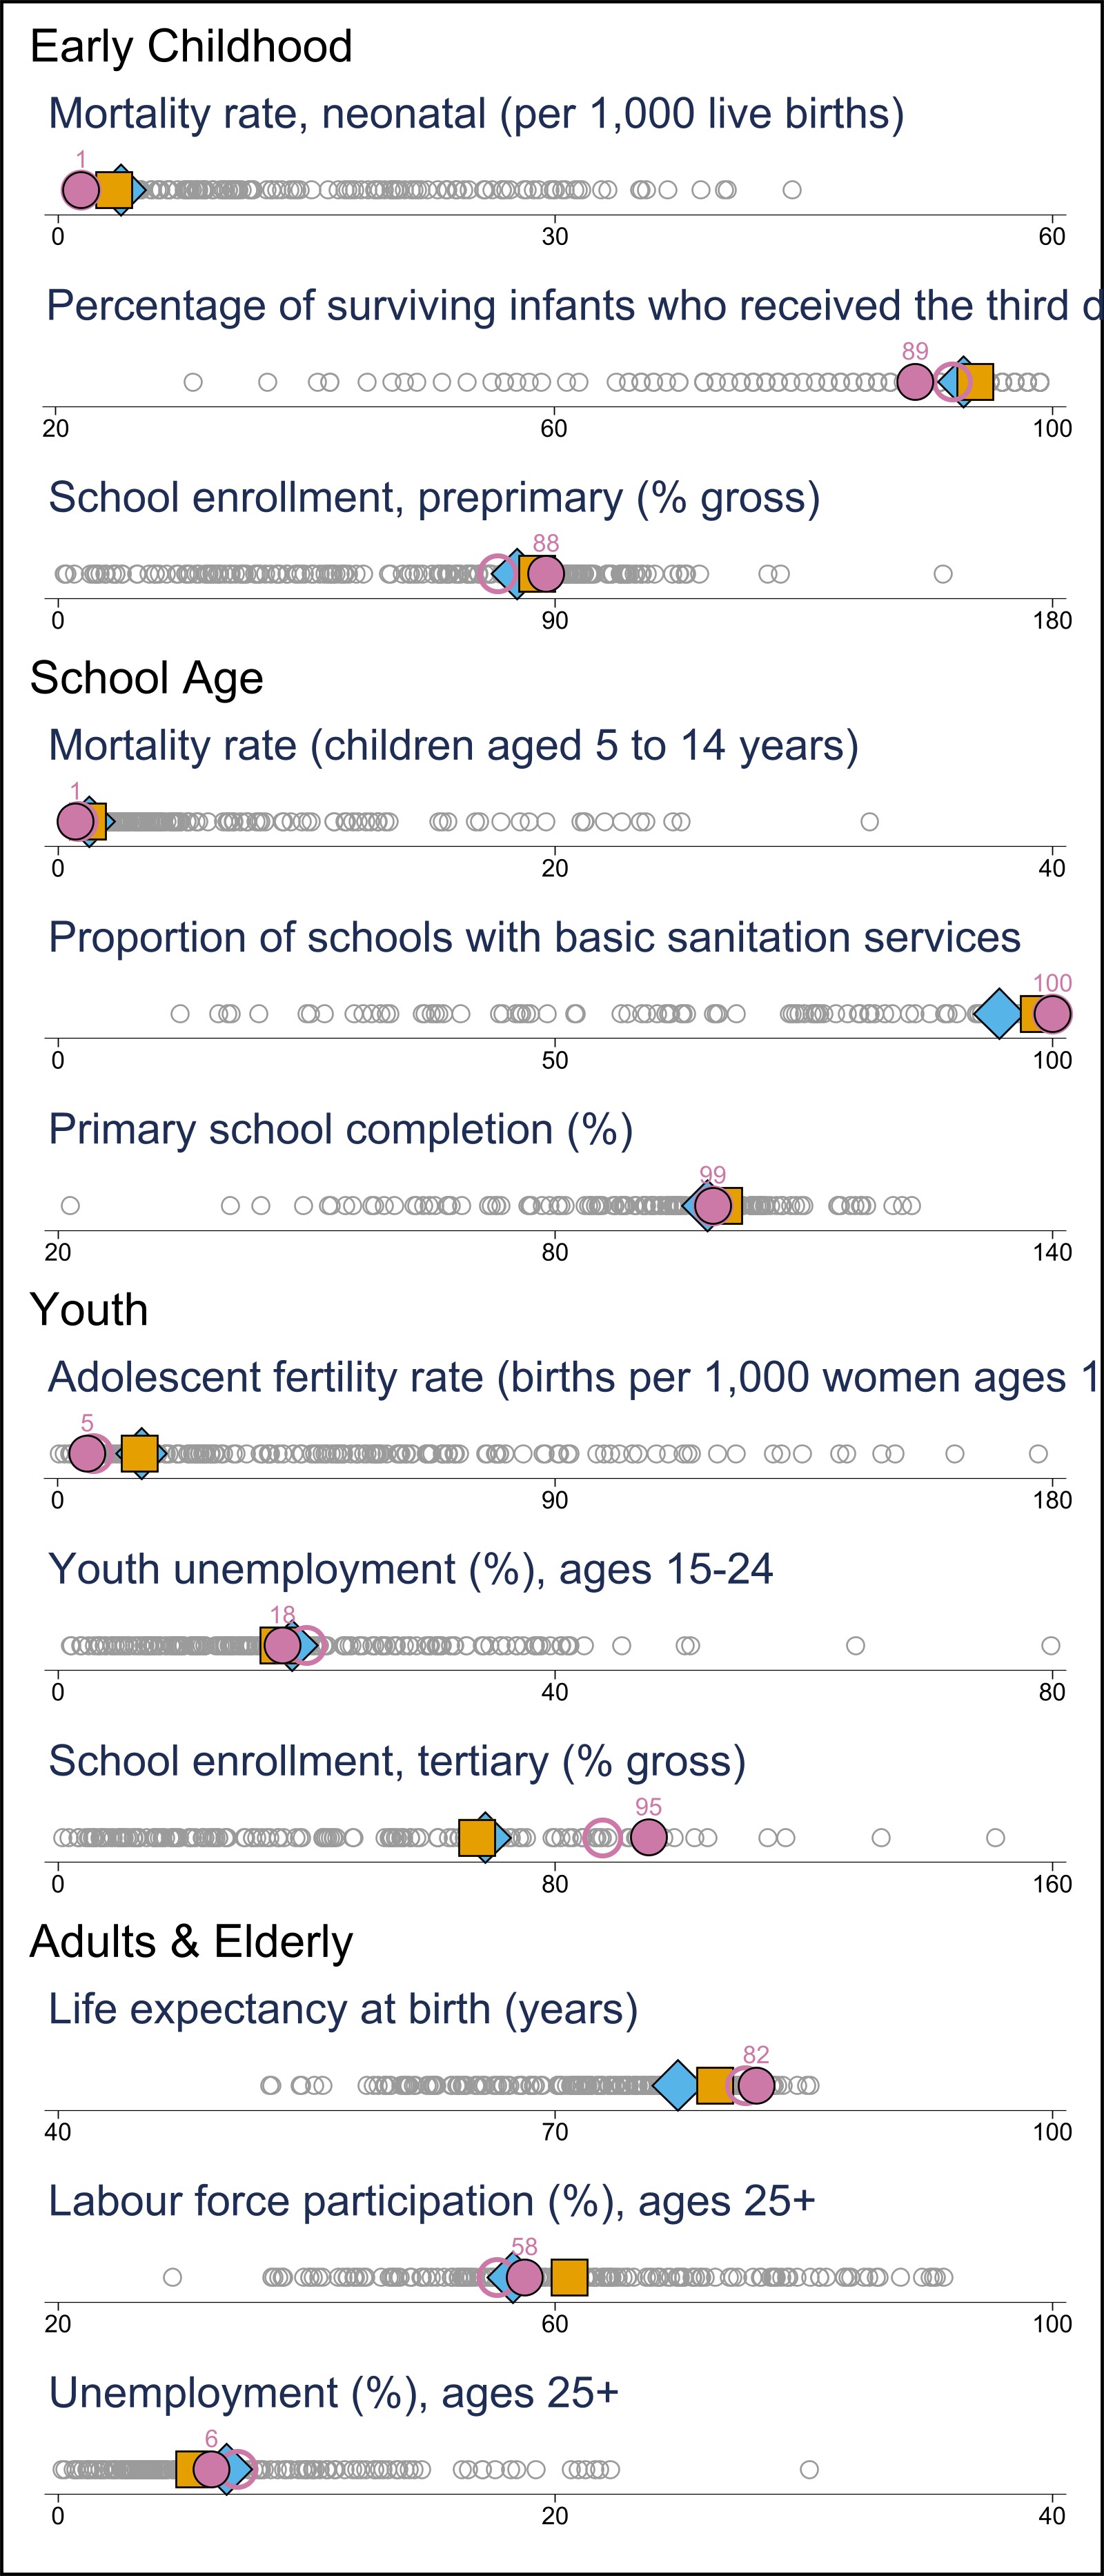 Early Childhood
Mortality rate, neonatal (per 1,000 live births)
1
0 30 60
Percentage of surviving infants who received the third d
89
20 60 100
School enrollment, preprimary (% gross)
88
0 90 180
School Age
Mortality rate (children aged 5 to 14 years)
1
0 20 40
Proportion of schools with basic sanitation services
100
0 50 100
Primary school completion (%)
99
20 80 140
Youth
Adolescent fertility rate (births per 1,000 women ages 1
5
0 90 180
Youth unemployment (%), ages 15-24
18
0 40 80
School enrollment, tertiary (% gross)
95
0 80 160
Adults & Elderly
Life expectancy at birth (years)
82
40 70 100
Labour force participation (%), ages 25+
58
20 60 100
Unemployment (%), ages 25+
6
0 20 40